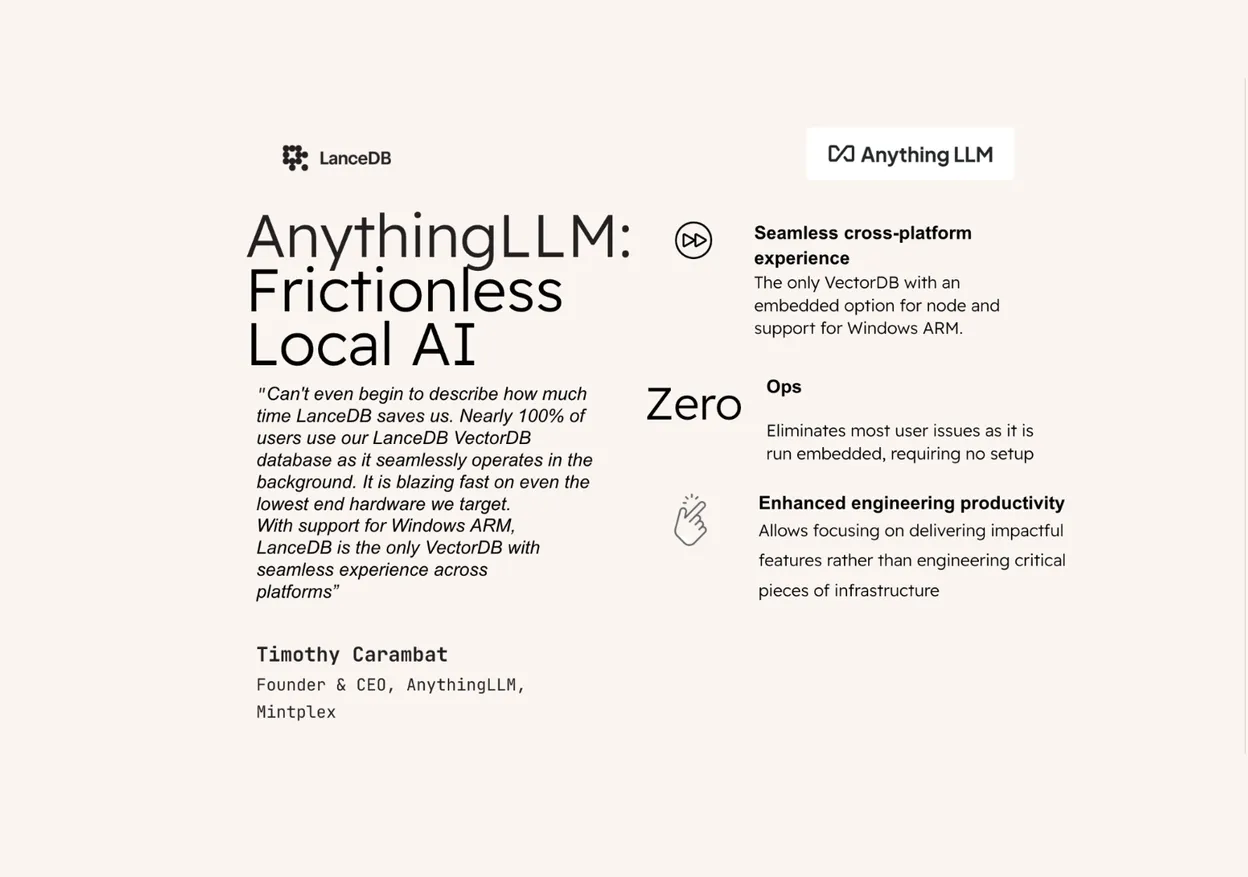 LanceDB
Anything LLM
AnythingLLM:
Frictionless
Local AI
"Can't even begin to describe how much
time LanceDB saves us. Nearly 100% of
users use our LanceDB VectorDB
database as it seamlessly operates in the
background. It is blazing fast on even the
lowest end hardware we target.
With support for Windows ARM,
LanceDB is the only VectorDB with
seamless experience across
platforms”
Timothy Carambat
Founder & CEO, AnythingLLM,
Mintplex
Seamless cross-platform
experience
The only VectorDB with an
embedded option for node and
support for Windows ARM.
Zero
Ops
Eliminates most user issues as it is
run embedded, requiring no setup
Enhanced engineering productivity
Allows focusing on delivering impactful
features rather than engineering critical
pieces of infrastructure